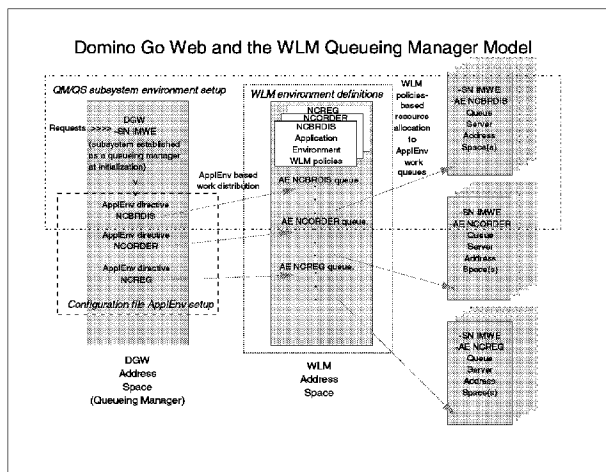 Domino Go Web and the WLM Queueing Manager Model
QM/QS subsystem environment setup
DGW
Requests >>>> -SN IMWE
(subsystem established
as a queueing manager
at initialization)
v
ApplEnv directive
NCBRDIS
ApplEnv directive
NCORDER
ApplEnv directive
NCREG
Configuration file ApplEnv setup
DGW
Address
Space
(Queueing Manager)
ApplEnv based
work distribution
WLM environment definitions
NCREG
NCORDER
NCBRDIS
Application
Environment
WLM policies
AE NCBRDIS queue
AE NCORDER queue
AE NCREG queue
WLM
Address
Space
WLM
policies-
based
resource
allocation
to
ApplEnv
work
queues
-SN IMWE
AE NCBRDIS
Queue
Server
Address
Space(s)
-SN IMWE
-AE NCORDER
Queue
Server
Address
Space(s)
-SN IMWE
-AE NCREG
Queue
Server
Address
Space(s)